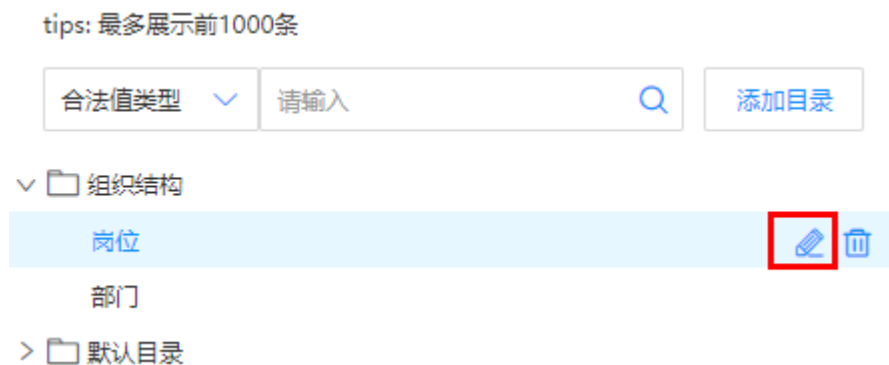 tips: 最多展示前1000条
合法值类型 请输入 添加目录
组织结构
岗位
部门
默认目录